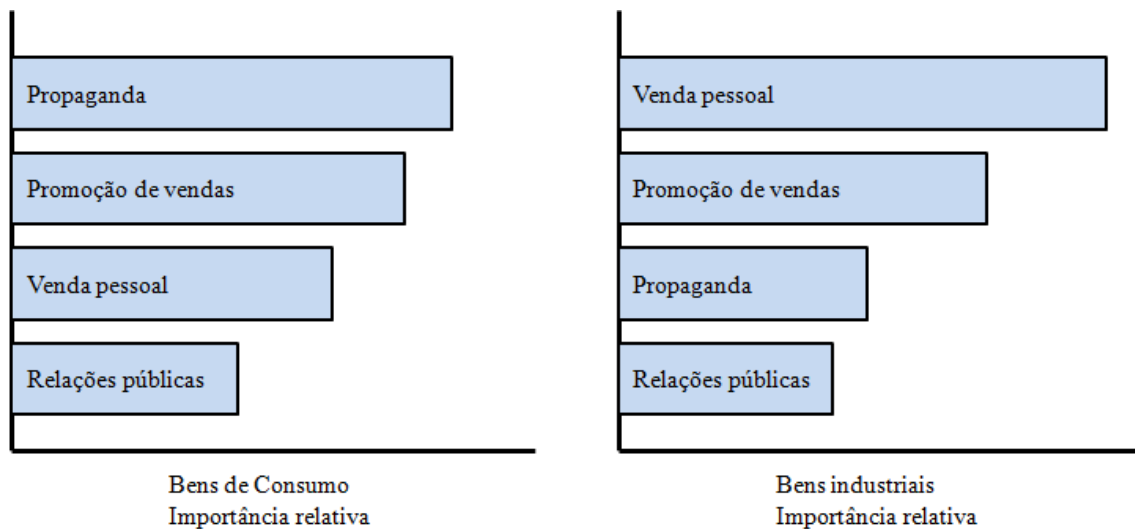 Propaganda
Promoção de vendas
Venda pessoal
Relações públicas
Bens de Consumo
Importância relativa
Venda pessoal
Promoção de vendas
Propaganda
Relações públicas
Bens industriais
Importância relativa